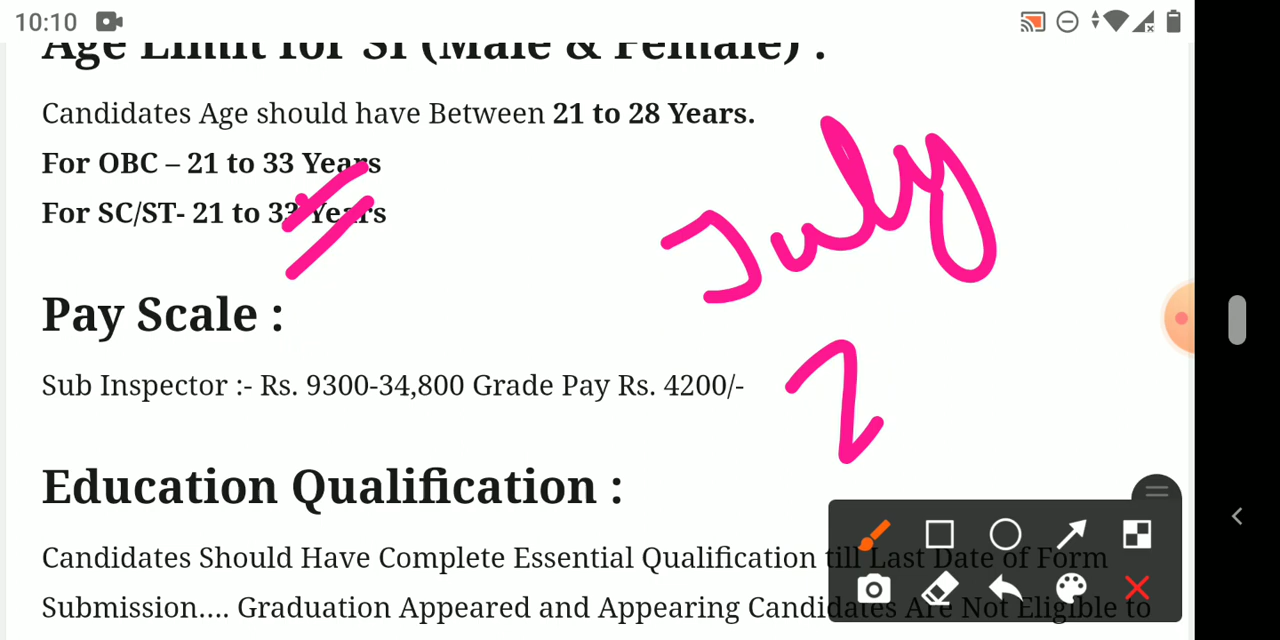 10:10
Age Limit for SI (Male & Female) :
Candidates Age should have Between 21 to 28 Years.
For OBC – 21 to 33 Years
For SC/ST- 21 to 33 Years
July
2
Pay Scale :
Sub Inspector :- Rs. 9300-34,800 Grade Pay Rs. 4200/-
Education Qualification :
Candidates Should Have Complete Essential Qualification till Last Date of Form
Submission.... Graduation Appeared and Appearing Candidates Are Not Eligible to